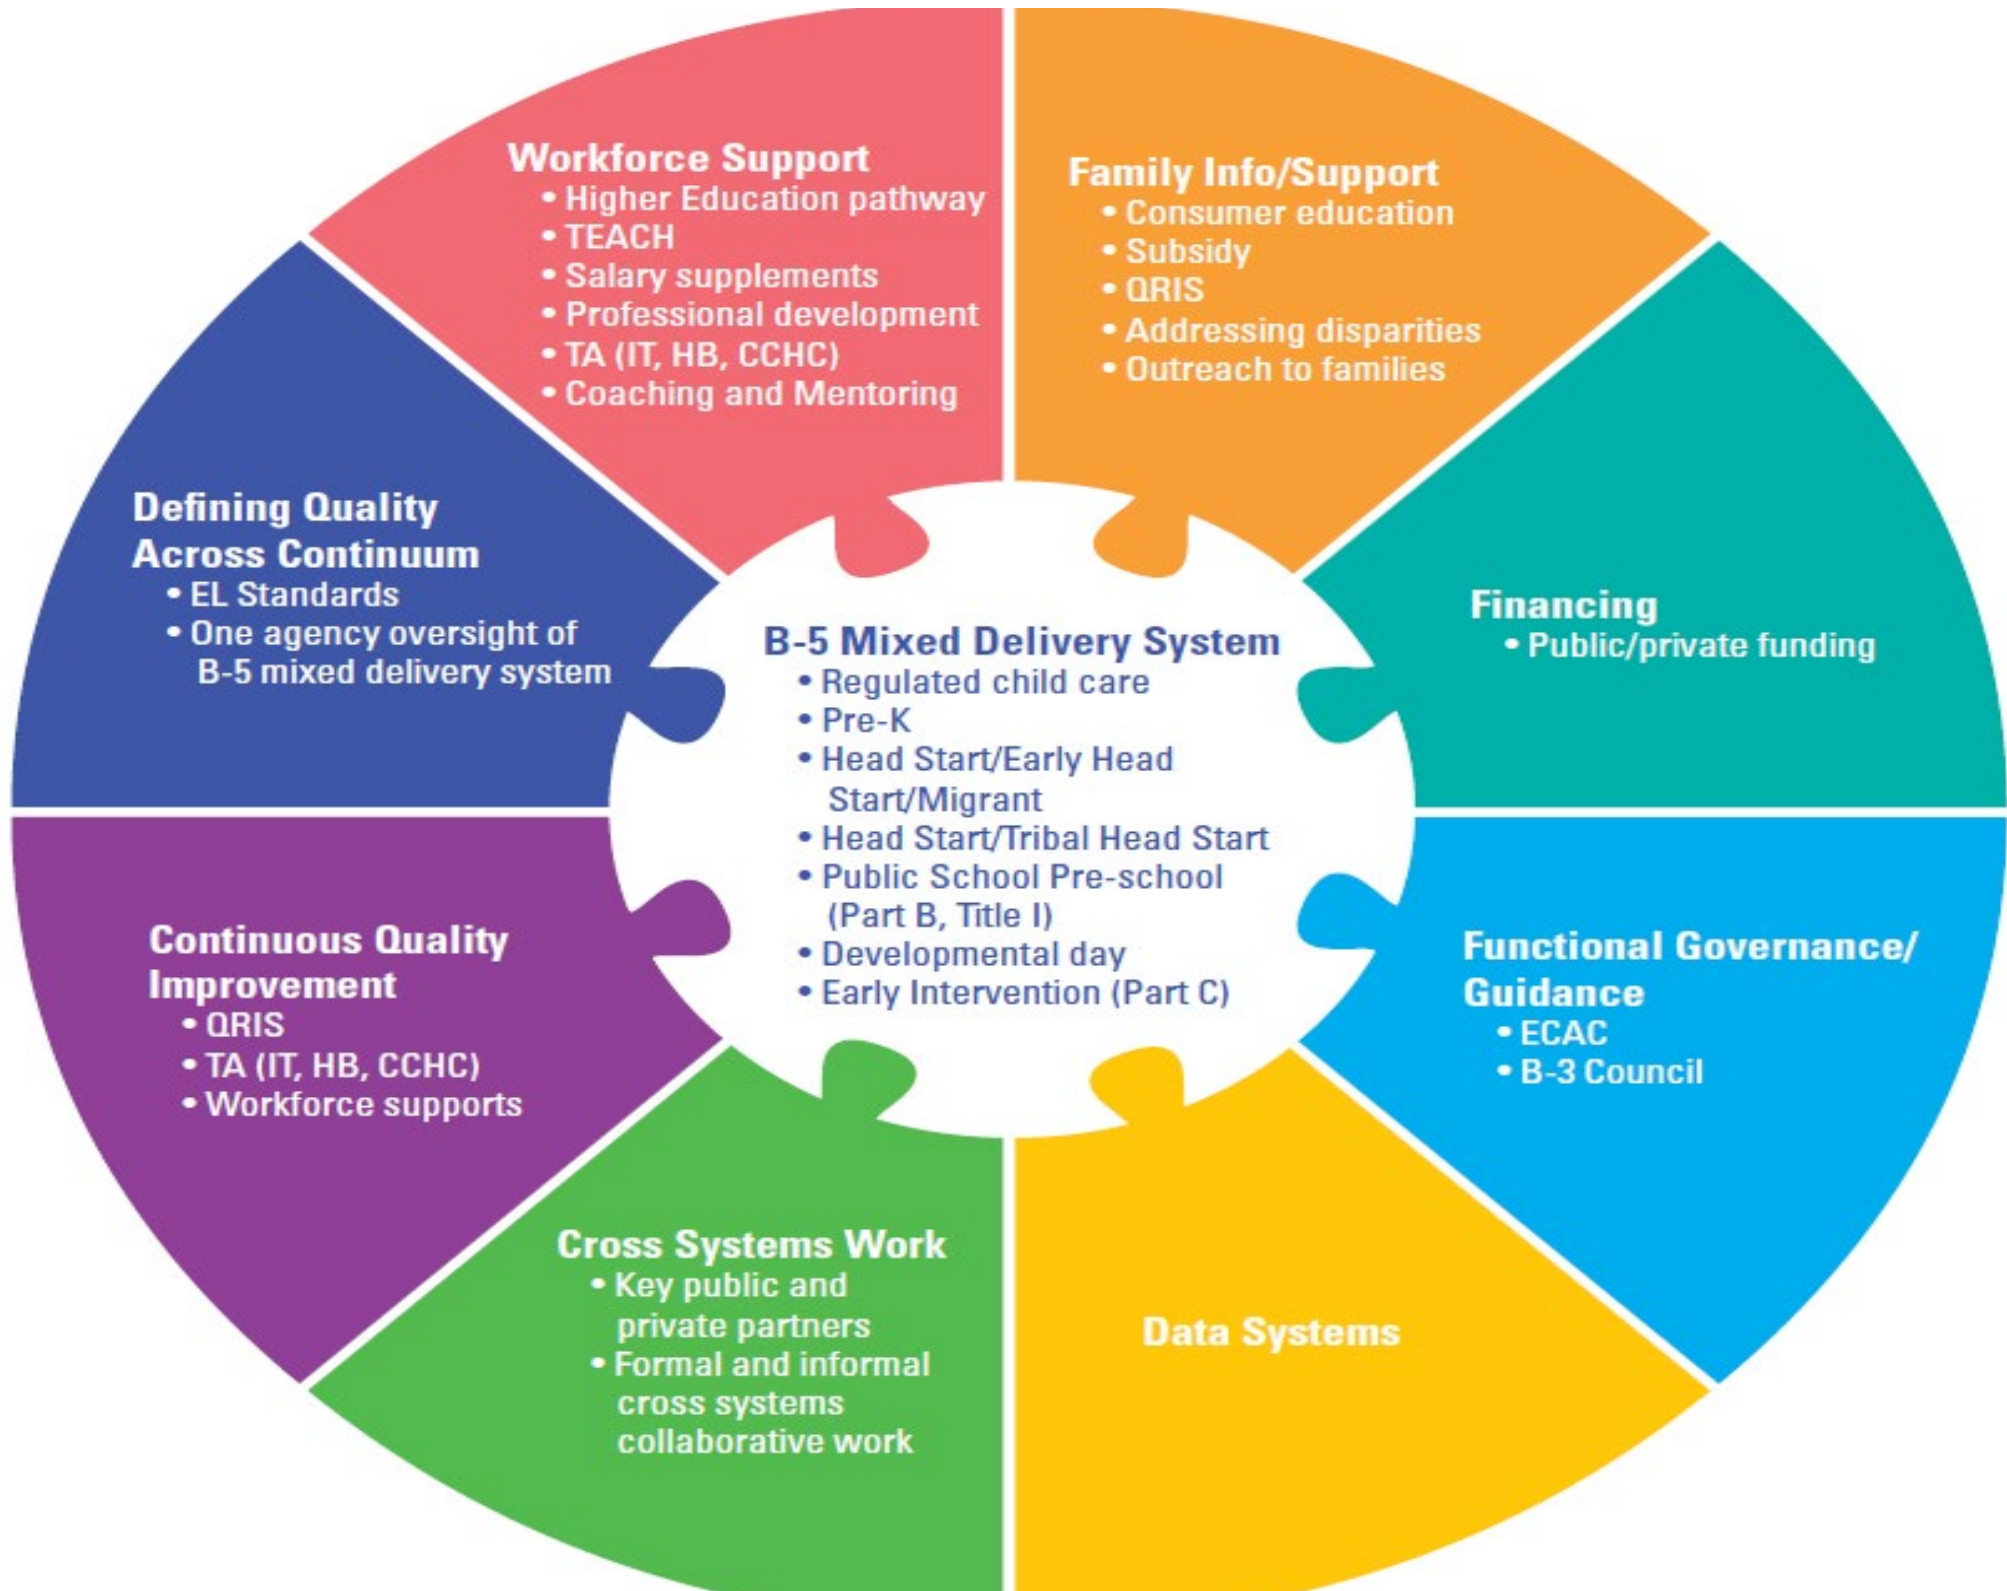 Workforce Support
• Higher Education pathway
• TEACH
• Salary supplements
• Professional development
• TA (IT, HB, CCHC)
• Coaching and Mentoring
Family Info/Support
• Consumer education
• Subsidy
• QRIS
• Addressing disparities
• Outreach to families
Financing
• Public/private funding
Functional Governance/
Guidance
• ECAC
• B-3 Council
Data Systems
Cross Systems Work
• Key public and
private partners
• Formal and informal
cross systems
collaborative work
Continuous Quality
Improvement
• QRIS
• TA (IT, HB, CCHC)
• Workforce supports
Defining Quality
Across Continuum
• EL Standards
• One agency oversight of
B-5 mixed delivery system
B-5 Mixed Delivery System
• Regulated child care
• Pre-K
• Head Start/Early Head
Start/Migrant
• Head Start/Tribal Head Start
• Public School Pre-school
(Part B, Title I)
• Developmental day
• Early Intervention (Part C)